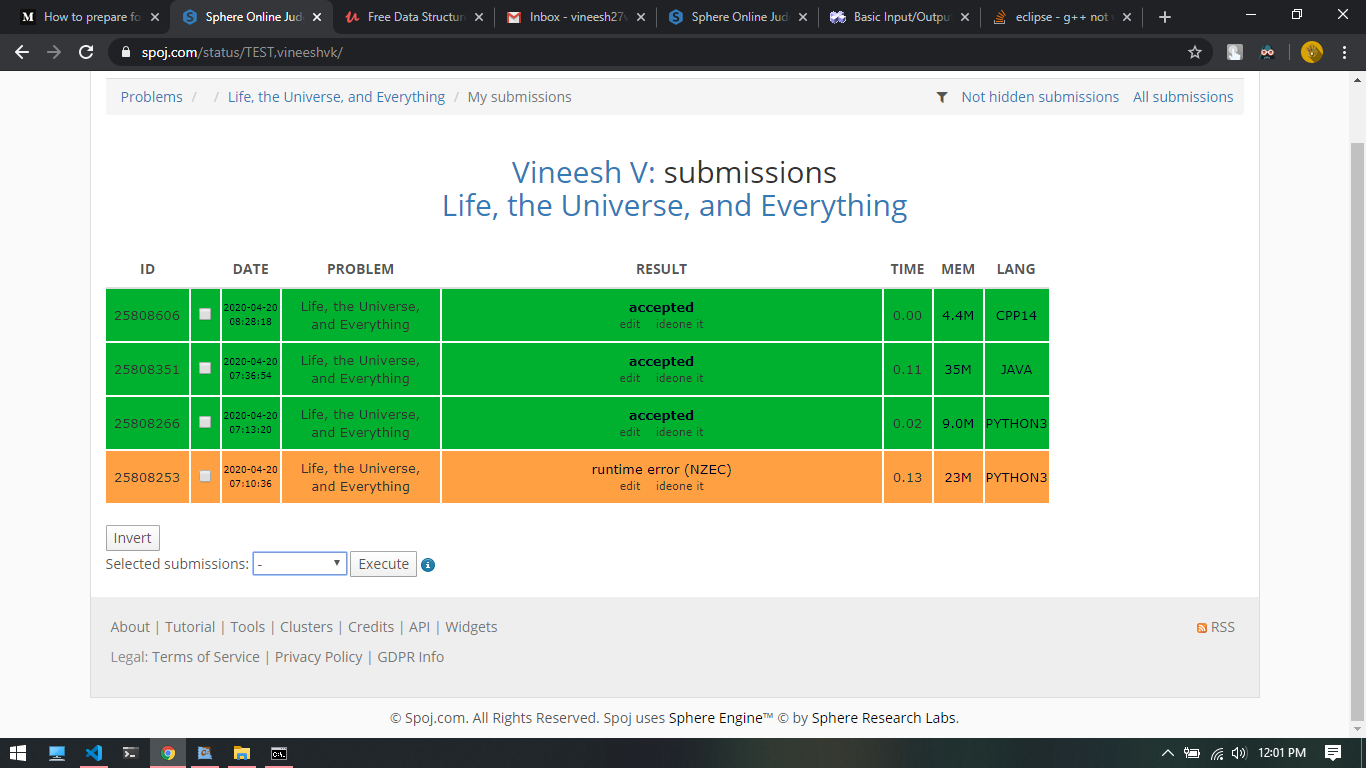 How to prepare fo
Sphere Online Jud
Free Data Structur
Inbox - vineesh27
Sphere Online Jud
Basic Input/Outpu
eclipse - g++ not
spoj.com/status/TEST,vineeshvk/
Problems / / Life, the Universe, and Everything / My submissions
Not hidden submissions All submissions
Vineesh V: submissions
Life, the Universe, and Everything
ID DATE PROBLEM RESULT TIME MEM LANG
25808606 2020-04-20 08:28:18 Life, the Universe, and Everything accepted edit ideone it 0.00 4.4M CPP14
25808351 2020-04-20 07:36:54 Life, the Universe, and Everything accepted edit ideone it 0.11 35M JAVA
25808266 2020-04-20 07:13:20 Life, the Universe, and Everything accepted edit ideone it 0.02 9.0M PYTHON3
25808253 2020-04-20 07:10:36 Life, the Universe, and Everything runtime error (NZEC) edit ideone it 0.13 23M PYTHON3
Invert
Selected submissions: - Execute
About | Tutorial | Tools | Clusters | Credits | API | Widgets
RSS
Legal: Terms of Service | Privacy Policy | GDPR Info
© Spoj.com. All Rights Reserved. Spoj uses Sphere Engine™ © by Sphere Research Labs.
12:01 PM